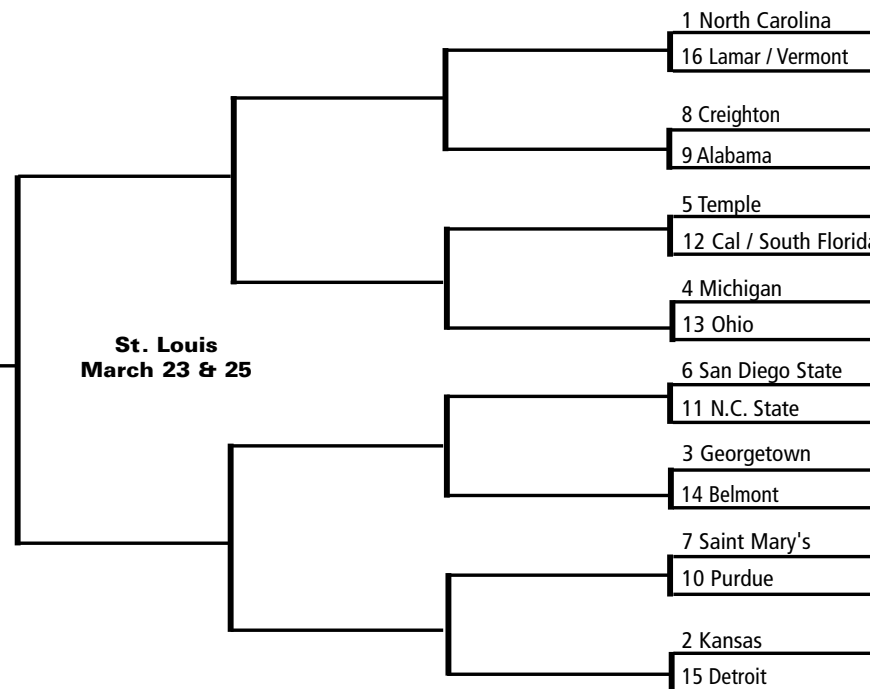 1 North Carolina
16 Lamar / Vermont
8 Creighton
9 Alabama
5 Temple
12 Cal / South Florida
4 Michigan
13 Ohio
St. Louis
March 23 & 25
6 San Diego State
11 N.C. State
3 Georgetown
14 Belmont
7 Saint Mary's
10 Purdue
2 Kansas
15 Detroit